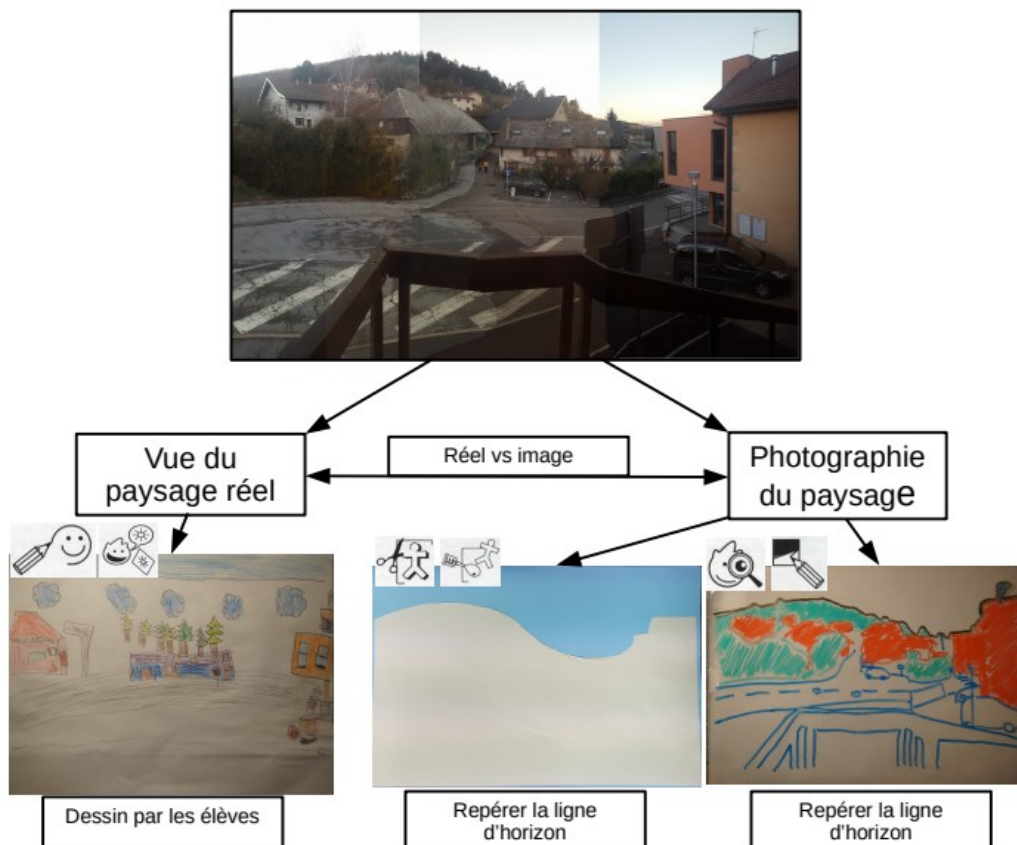 Vue du
paysage réel
Réel vs image
Photographie
du paysage
Dessin par les élèves
Repérer la ligne
d'horizon
Repérer la ligne
d'horizon